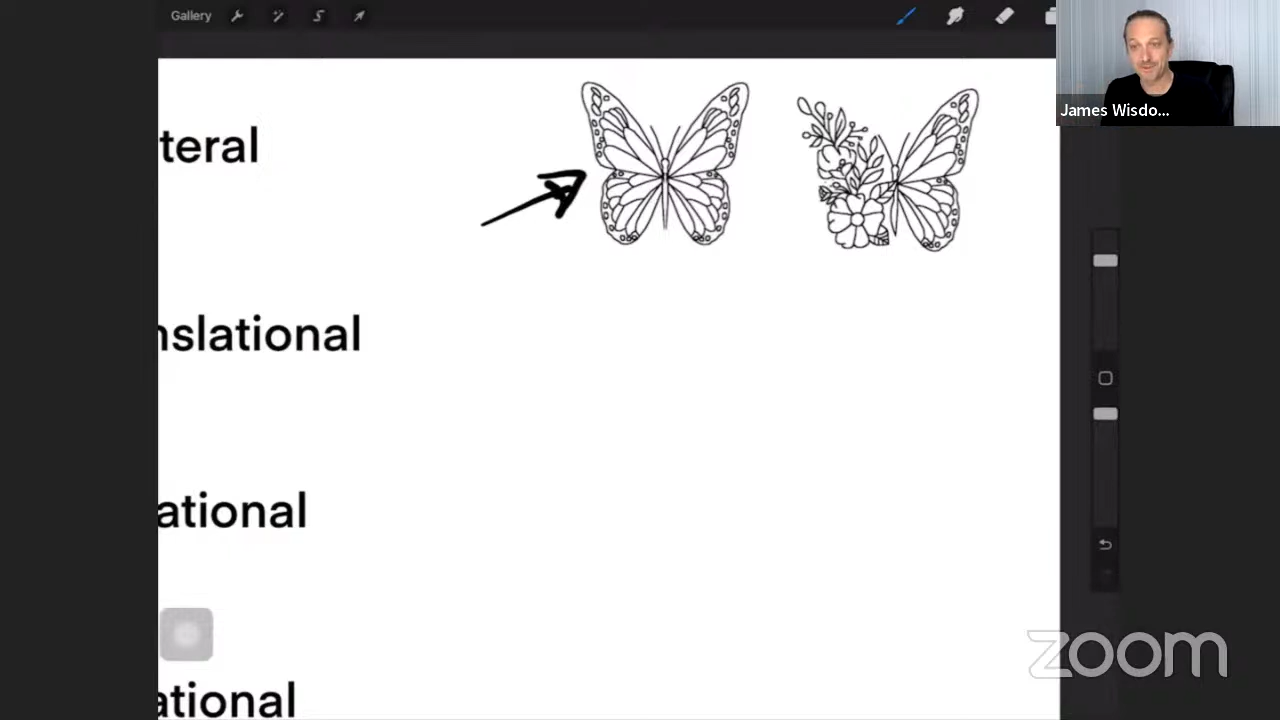 Gallery
James Wisdo...
teral
nslational
ational
ational
zoom